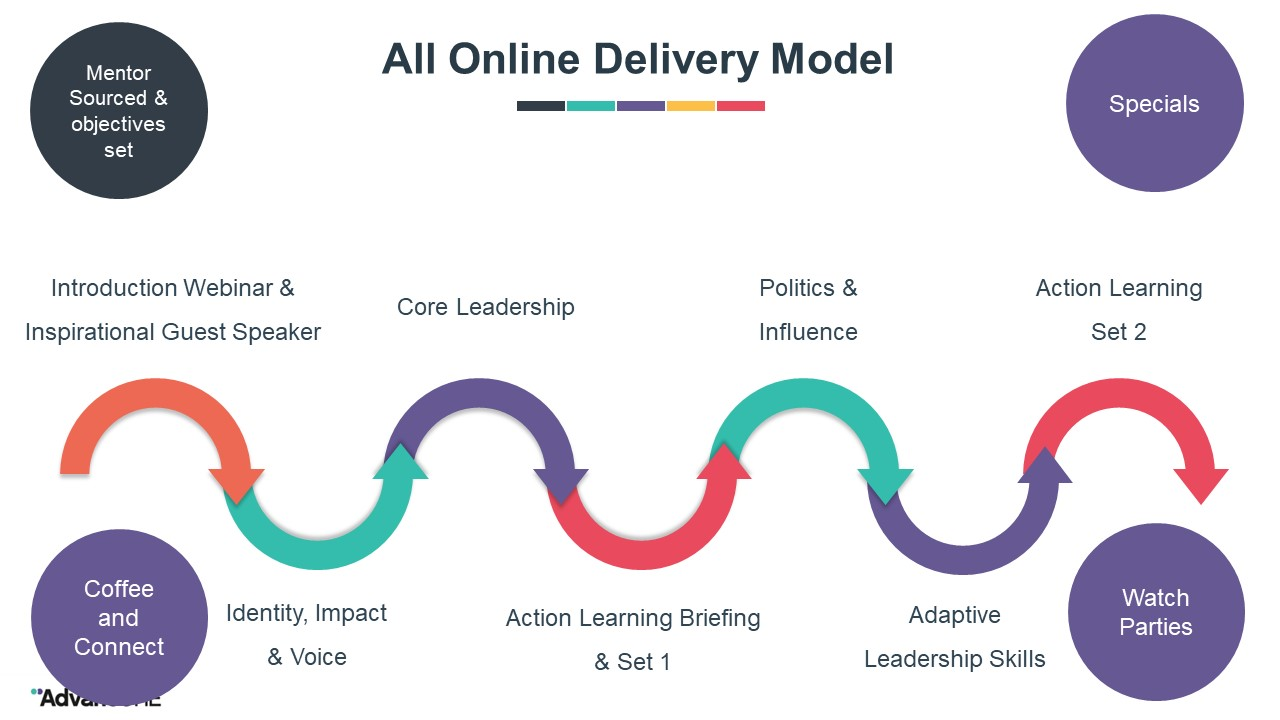 All Online Delivery Model
Mentor
Sourced &
objectives
set
Specials
Introduction Webinar &
Inspirational Guest Speaker
Core Leadership
Politics &
Influence
Action Learning
Set 2
Coffee
and
Connect
Identity, Impact
& Voice
Action Learning Briefing
& Set 1
Adaptive
Leadership Skills
Watch
Parties